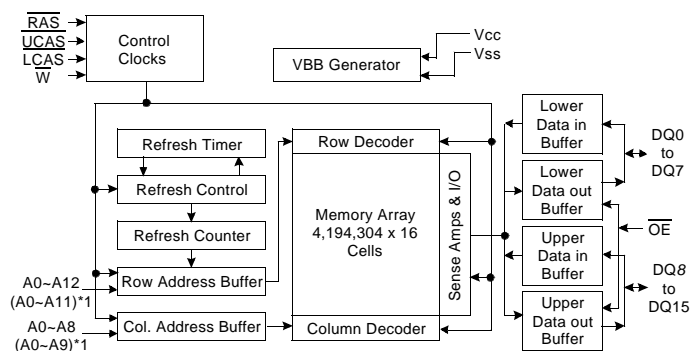 RAS
UCAS
LCAS
W
Control
Clocks
VBB Generator
Vcc
Vss
Refresh Timer
Refresh Control
Refresh Counter
Row Address Buffer
Col. Address Buffer
A0~A12
(A0~A11)*1
A0~A8
(A0~A9)*1
Row Decoder
Memory Array
4,194,304 x 16
Cells
Column Decoder
Sense Amps & I/O
Lower
Data in
Buffer
Lower
Data out
Buffer
Upper
Data in
Buffer
Upper
Data out
Buffer
DQ0
to
DQ7
OE
DQ8
to
DQ15